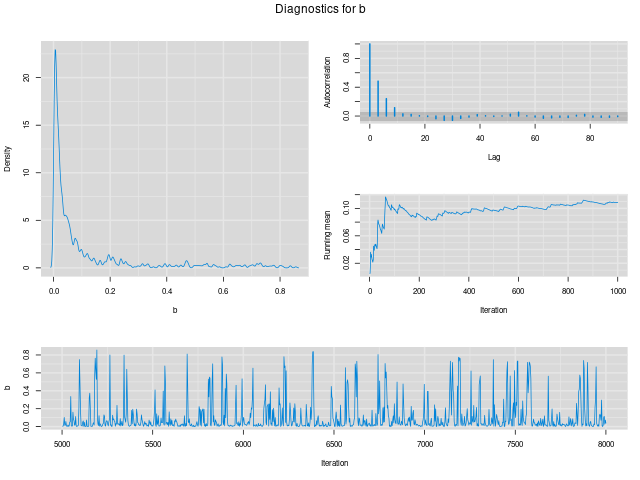 Diagnostics for b
Density
0 5 10 15 20
0.0 0.2 0.4 0.6 0.8
b
Autocorrelation
0.0 0.4 0.8
0 20 40 60 80
Lag
Running mean
0.02 0.06 0.10
0 200 400 600 800 1000
Iteration
b
0.0 0.2 0.4 0.6 0.8
5000 5500 6000 6500 7000 7500 8000
Iteration